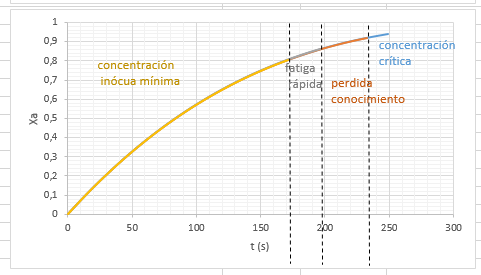 1
0,9
0,8
0,7
0,6
0,5
0,4
0,3
0,2
0,1
0
Xa
concentración
inócua mínima
fatiga
rápida
perdida
conocimiento
concentración
crítica
0
50
100
150
200
250
300
t (s)